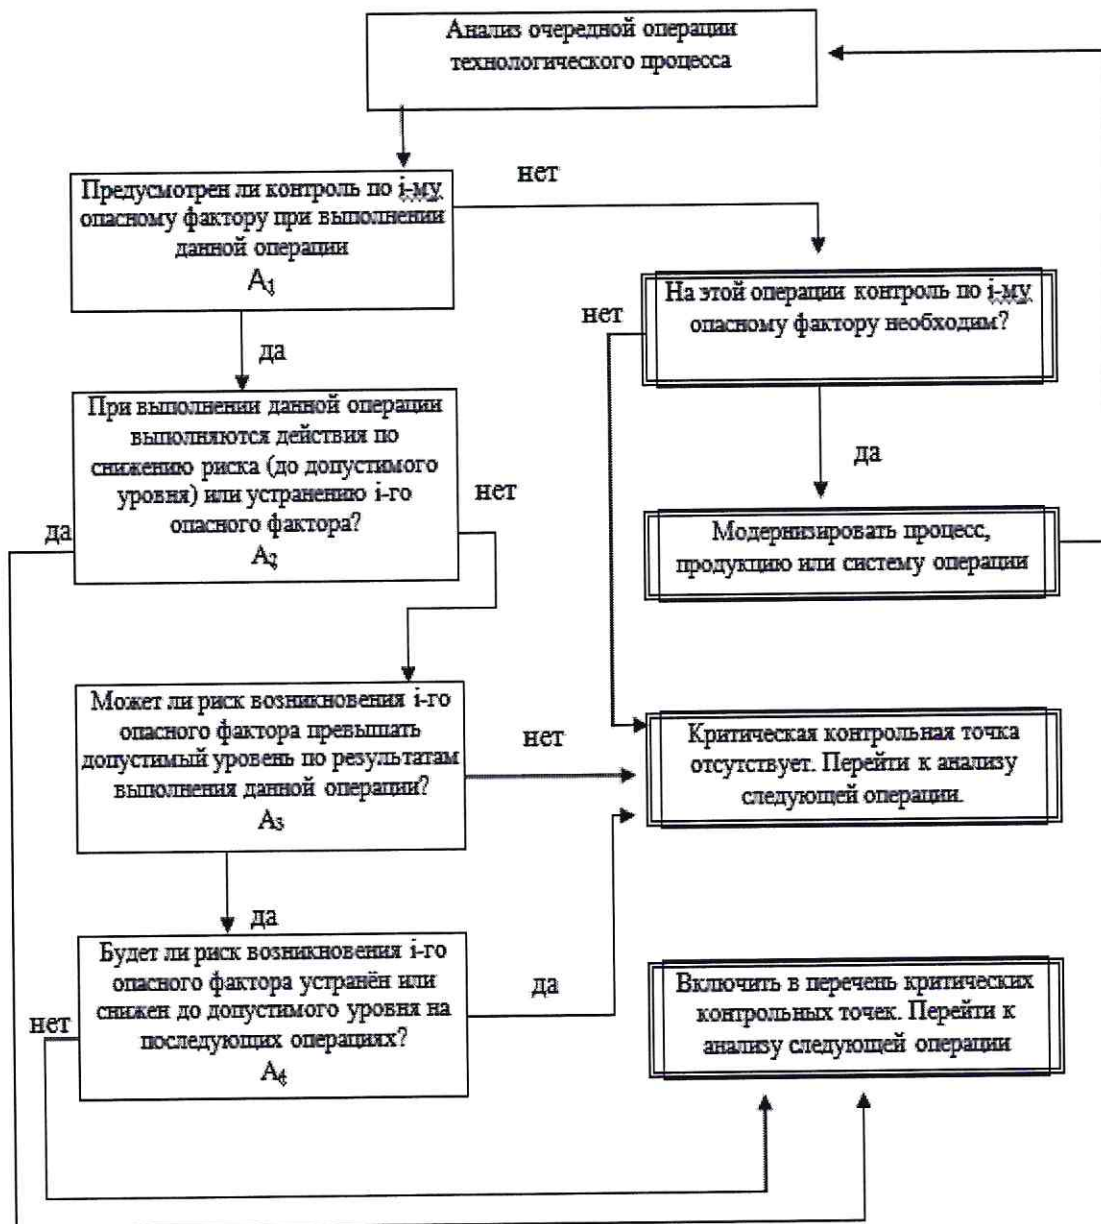 Анализ очередной операции
технологического процесса
нет
Предусмотрен ли контроль по i-му
опасному фактору при выполнении
данной операции
А1
нет
На этой операции контроль по i-му
опасному фактору необходим?
да
При выполнении данной операции
выполняются действия по
снижению риска (до допустимого
уровня) или устранению i-го
опасного фактора?
А2
да
нет
да
Модернизировать процесс,
продукцию или систему операции
Может ли риск возникновения i-го
опасного фактора превышать
допустимый уровень по результатам
выполнения данной операции?
А3
нет
Критическая контрольная точка
отсутствует. Перейти к анализу
следующей операции.
да
Будет ли риск возникновения i-го
опасного фактора устранён или
снижен до допустимого уровня на
последующих операциях?
А4
нет
да
Включить в перечень критических
контрольных точек. Перейти к
анализу следующей операции